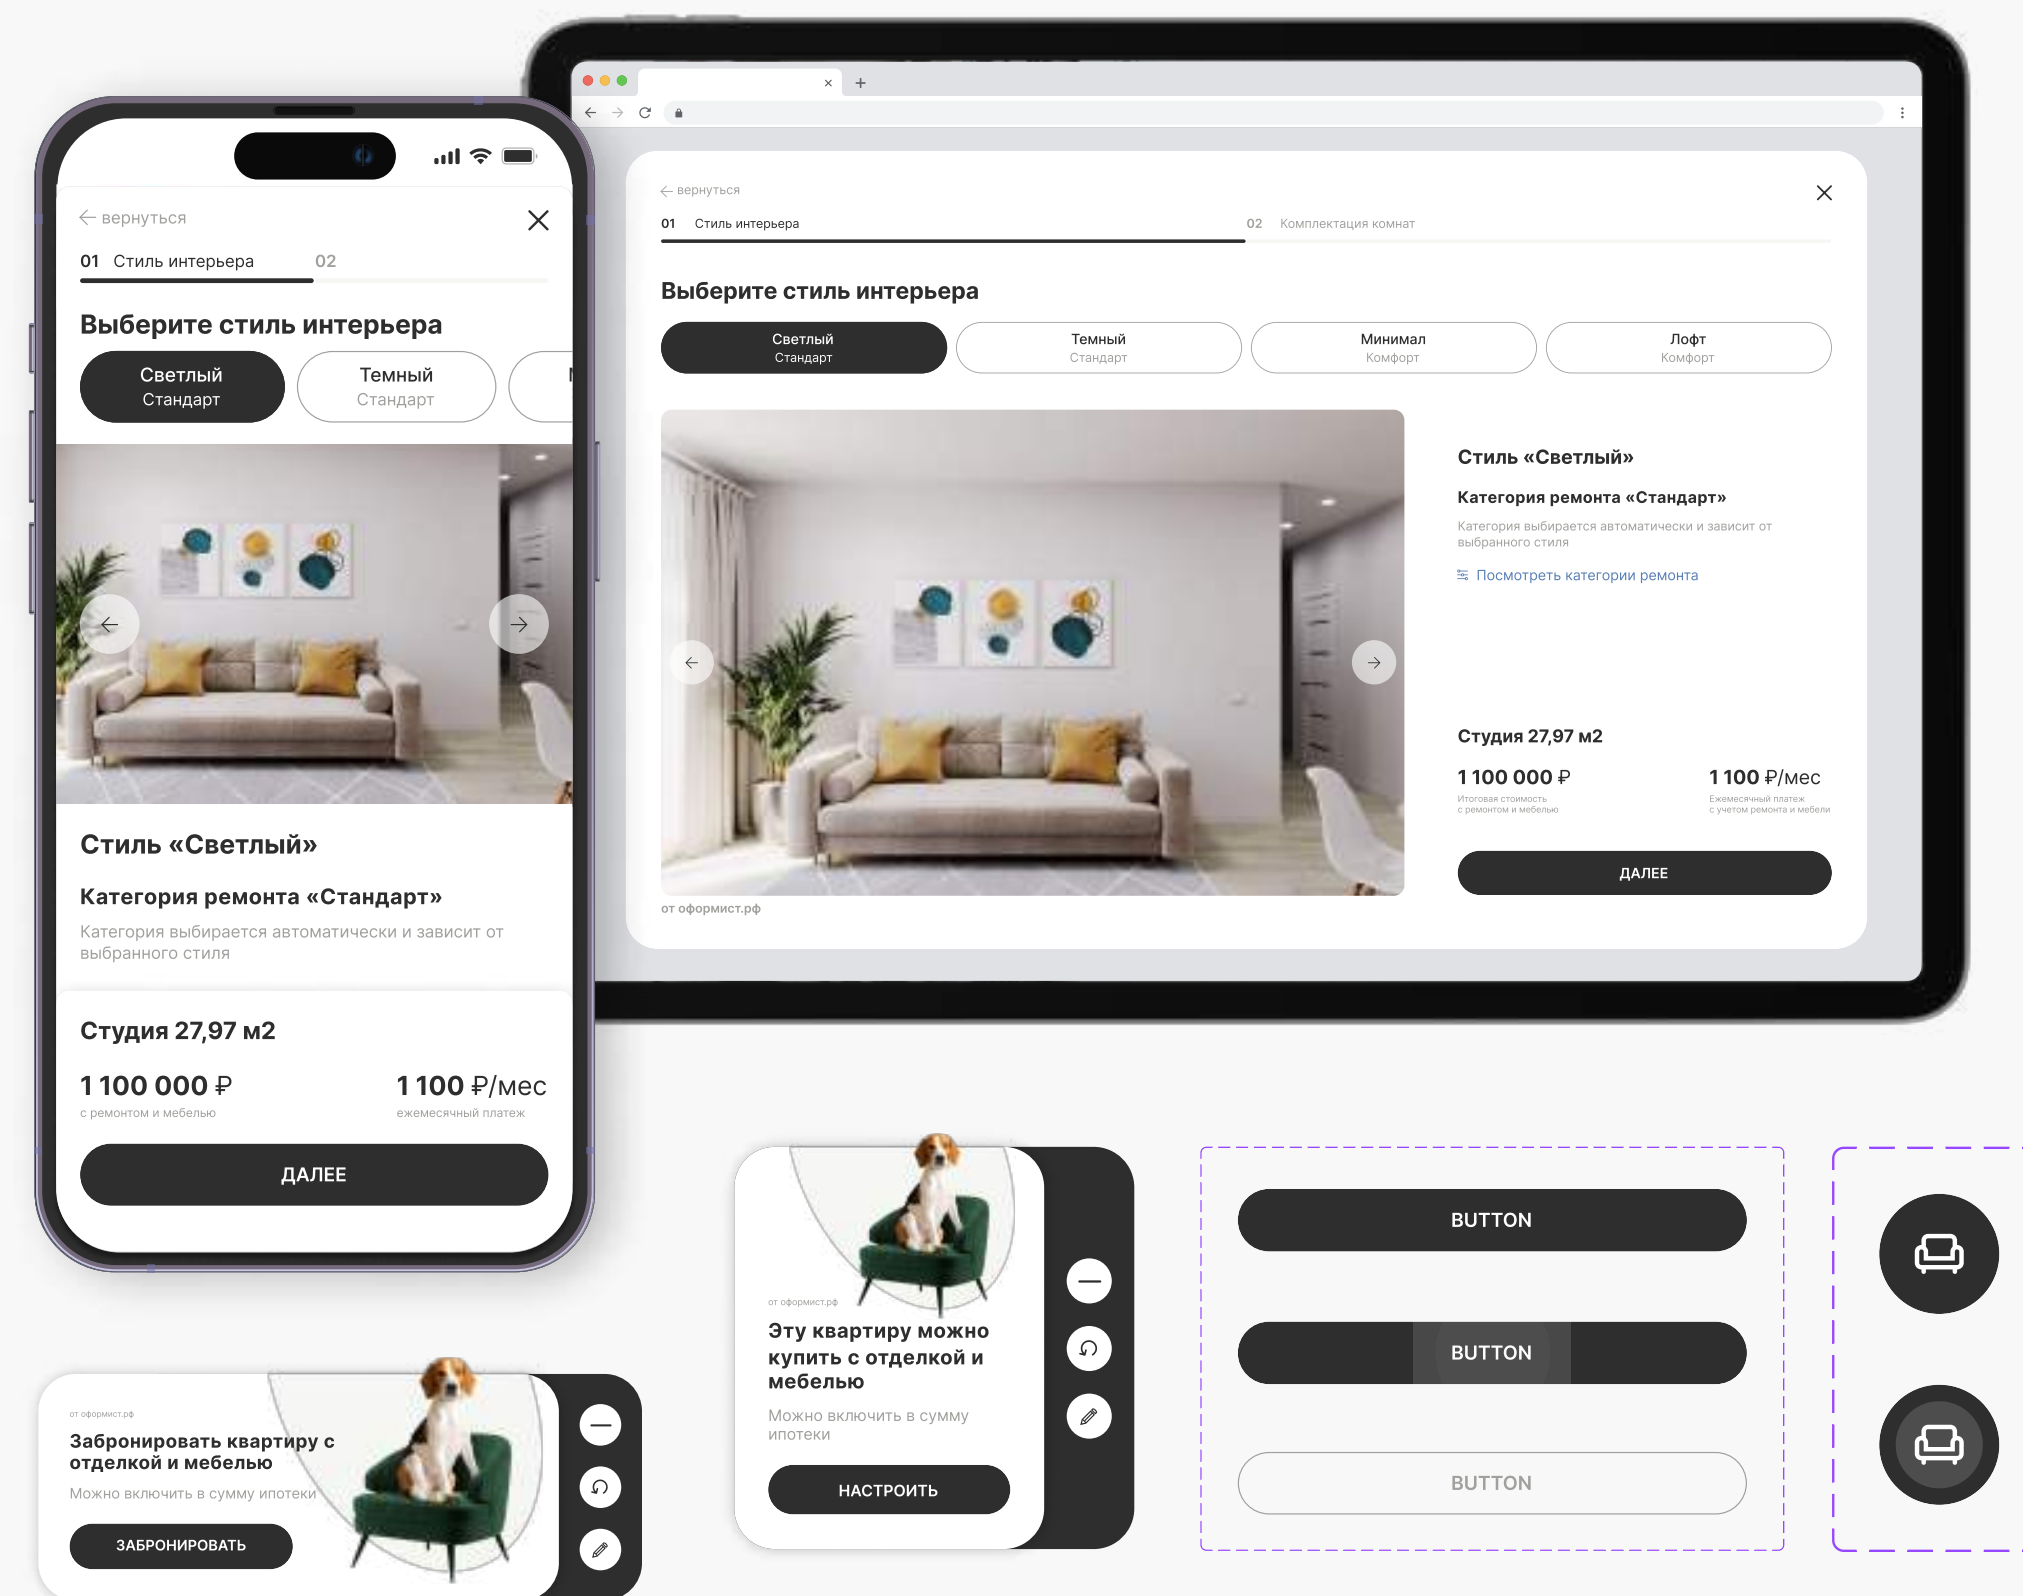 вернуться
01 Стиль интерьера 02
Выберите стиль интерьера
Светлый
Стандарт
Темный
Стандарт
Стиль «Светлый»
Категория ремонта «Стандарт»
Категория выбирается автоматически и зависит от
выбранного стиля
Студия 27,97 м2
1 100 000 ₽
с ремонтом и мебелью
1 100 ₽/мес
ежемесячный платеж
ДАЛЕЕ
вернуться
01 Стиль интерьера
02 Комплектация комнат
Выберите стиль интерьера
Светлый
Стандарт
Темный
Стандарт
Минимал
Комфорт
Лофт
Комфорт
Стиль «Светлый»
Категория ремонта «Стандарт»
Категория выбирается автоматически и зависит от
выбранного стиля
Посмотреть категории ремонта
Студия 27,97 м2
1 100 000 ₽
Итоговая стоимость
с ремонтом и мебелью
1 100 ₽/мес
Ежемесячный платеж
с учетом ремонта и мебели
ДАЛЕЕ
от оформист.рф
от оформист.рф
Забронировать квартиру с
отделкой и мебелью
Можно включить в сумму ипотеки
ЗАБРОНИРОВАТЬ
от оформист.рф
Эту квартиру можно
купить с отделкой и
мебелью
Можно включить в сумму
ипотеки
НАСТРОИТЬ
BUTTON
BUTTON
BUTTON